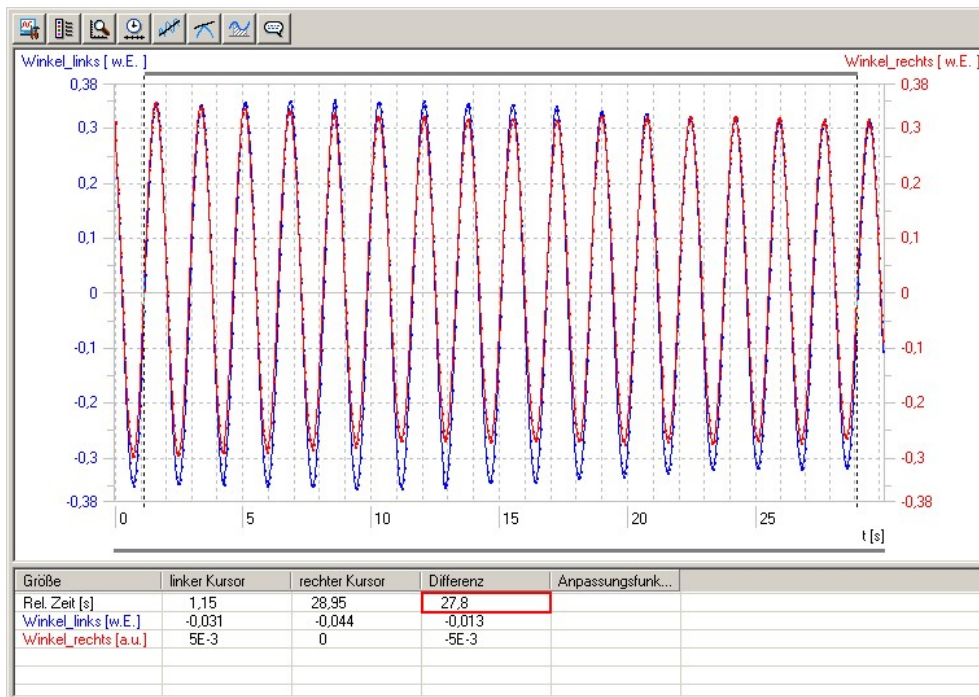 Winkel_links [ w.E. ] Winkel_rechts [ w.E. ]
0,38 0,38
0,3 0,3
0,2 0,2
0,1 0,1
0 0
-0,1 -0,1
-0,2 -0,2
-0,3 -0,3
-0,38 -0,38
0 5 10 15 20 25
t [s]
Größe linker Kursor rechter Kursor Differenz Anpassungsfunk...
Rel. Zeit [s] 1,15 28,95 27,8
Winkel_links [w.E.] -0,031 -0,044 -0,013
Winkel_rechts [a.u.] 5E-3 0 -5E-3